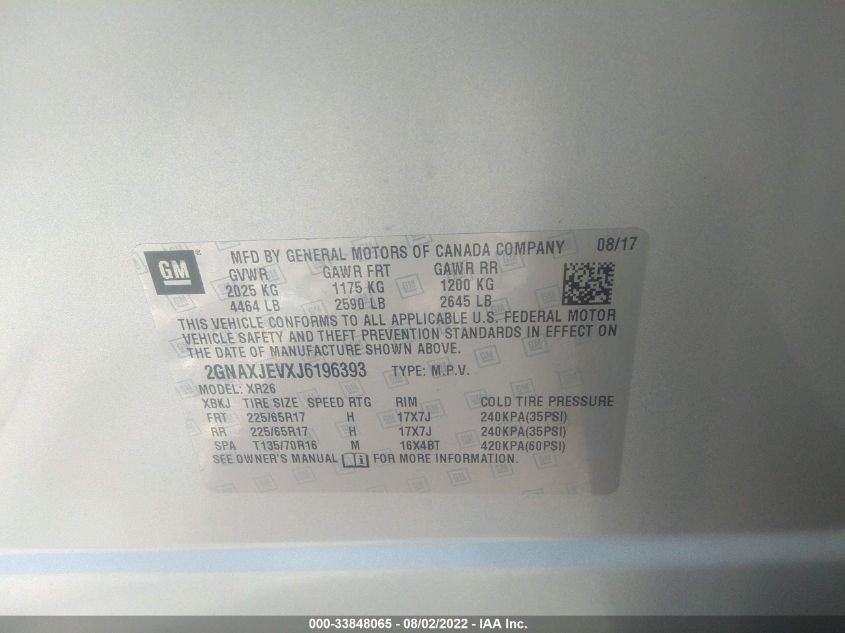 GM ®
MFD BY GENERAL MOTORS OF CANADA COMPANY 08/17
GVWR GAWR FRT GAWR RR
2025 KG 1175 KG 1200 KG
4464 LB 2590 LB 2645 LB
THIS VEHICLE CONFORMS TO ALL APPLICABLE U.S. FEDERAL MOTOR
VEHICLE SAFETY AND THEFT PREVENTION STANDARDS IN EFFECT ON
THE DATE OF MANUFACTURE SHOWN ABOVE.
2GNAXJEVXJ6196393 TYPE: M.P.V.
MODEL: XR26
XBKJ TIRE SIZE SPEED RTG RIM COLD TIRE PRESSURE
FRT 225/65R17 H 17X7J 240KPA(35PSI)
RR 225/65R17 H 17X7J 240KPA(35PSI)
SPA T135/70R16 M 16X4BT 420KPA(60PSI)
SEE OWNER'S MANUAL FOR MORE INFORMATION.
000-33848065 - 08/02/2022 - IAA Inc.